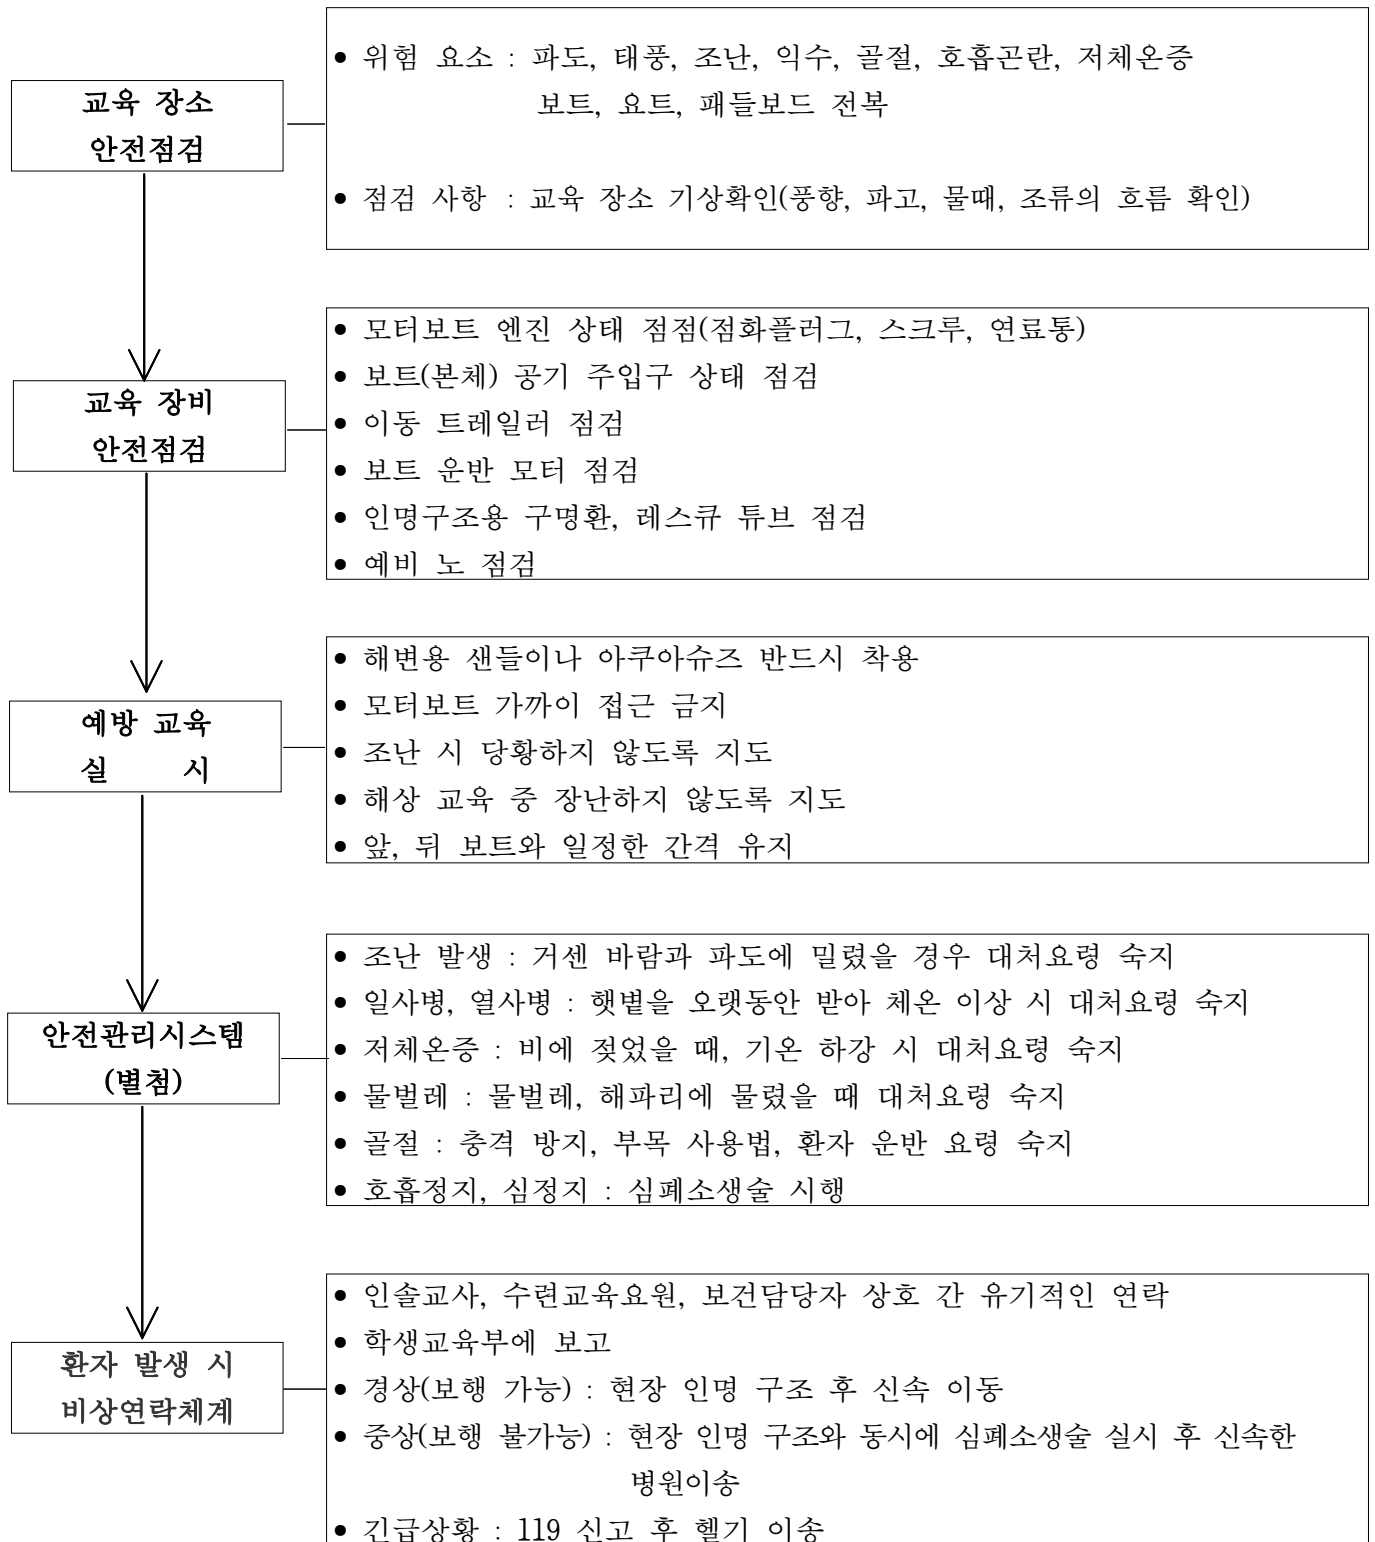 교육 장소
안전점검
• 위험 요소 : 파도, 태풍, 조난, 익수, 골절, 호흡곤란, 저체온증
보트, 요트, 패들보드 전복
• 점검 사항 : 교육 장소 기상확인(풍향, 파고, 물때, 조류의 흐름 확인)
교육 장비
안전점검
• 모터보트 엔진 상태 점점(점화플러그, 스크루, 연료통)
• 보트(본체) 공기 주입구 상태 점검
• 이동 트레일러 점검
• 보트 운반 모터 점검
• 인명구조용 구명환, 레스큐 튜브 점검
• 예비 노 점검
예방 교육
실 시
• 해변용 샌들이나 아쿠아슈즈 반드시 착용
• 모터보트 가까이 접근 금지
• 조난 시 당황하지 않도록 지도
• 해상 교육 중 장난하지 않도록 지도
• 앞, 뒤 보트와 일정한 간격 유지
안전관리시스템
(별첨)
• 조난 발생 : 거센 바람과 파도에 밀렸을 경우 대처요령 숙지
• 일사병, 열사병 : 햇볕을 오랫동안 받아 체온 이상 시 대처요령 숙지
• 저체온증 : 비에 젖었을 때, 기온 하강 시 대처요령 숙지
• 물벌레 : 물벌레, 해파리에 물렸을 때 대처요령 숙지
• 골절 : 충격 방지, 부목 사용법, 환자 운반 요령 숙지
• 호흡정지, 심정지 : 심폐소생술 시행
환자 발생 시
비상연락체계
• 인솔교사, 수련교육요원, 보건담당자 상호 간 유기적인 연락
• 학생교육부에 보고
• 경상(보행 가능) : 현장 인명 구조 후 신속 이동
• 중상(보행 불가능) : 현장 인명 구조와 동시에 심폐소생술 실시 후 신속한
병원이송
• 긴급상황 : 119 신고 후 헬기 이송